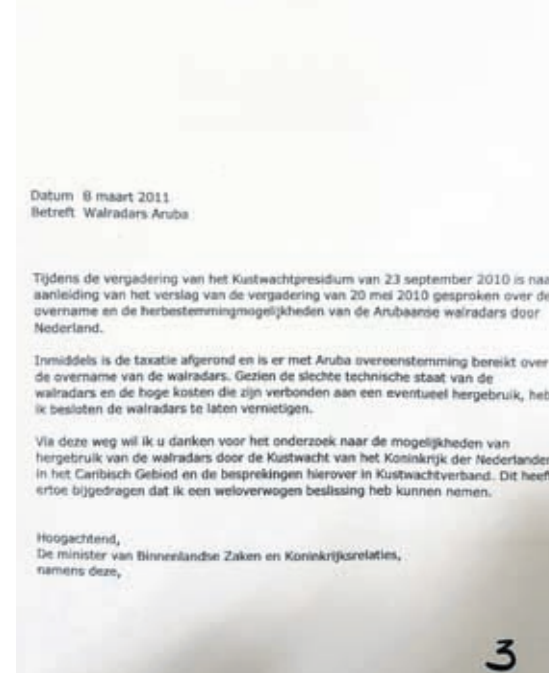 Datum 8 maart 2011
Betreft Walradars Aruba
Tijdens de vergadering van het Kustwachtpresidium van 23 september 2010 is naa
aanleiding van het verslag van de vergadering van 20 mei 2010 gesproken over de
overname en de herbestemmingmogelijkheden van de Arubaanse walradars door
Nederland.
Inmiddels is de taxatie afgerond en is er met Aruba overeenstemming bereikt over
de overname van de walradars. Gezien de slechte technische staat van de
walradars en de hoge kosten die zijn verbonden aan een eventueel hergebruik, heb
ik besloten de walradars te laten vernietigen.
Via deze weg wil ik u danken voor het onderzoek naar de mogelijkheden van
hergebruik van de walradars door de Kustwacht van het Koninkrijk der Nederlanden
in het Caribisch Gebied en de besprekingen hierover in Kustwachtverband. Dit heeft
ertoe bijgedragen dat ik een weloverwogen beslissing heb kunnen nemen.
Hoogachtend,
De minister van Binnenlandse Zaken en Koninkrijksrelaties,
namens deze,
3